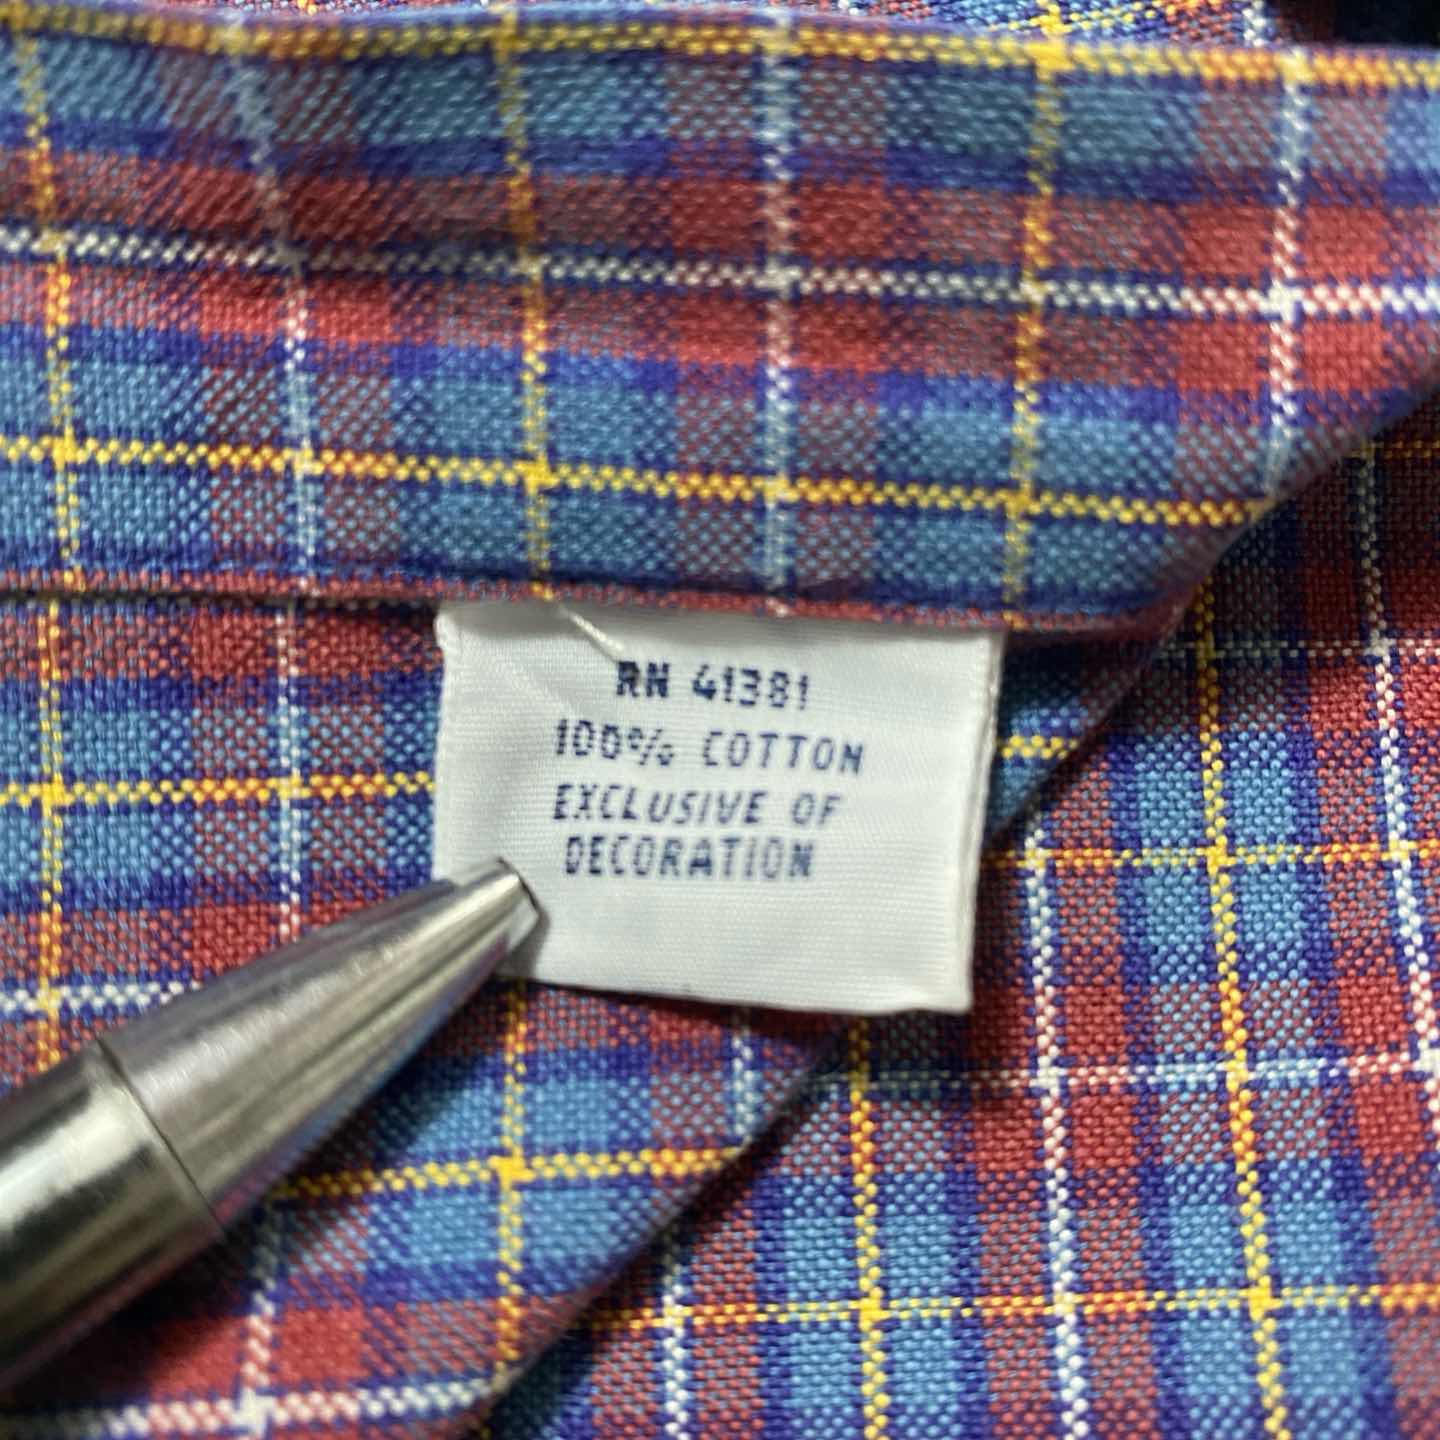 RN 41381
100% COTTON
EXCLUSIVE OF
DECORATION